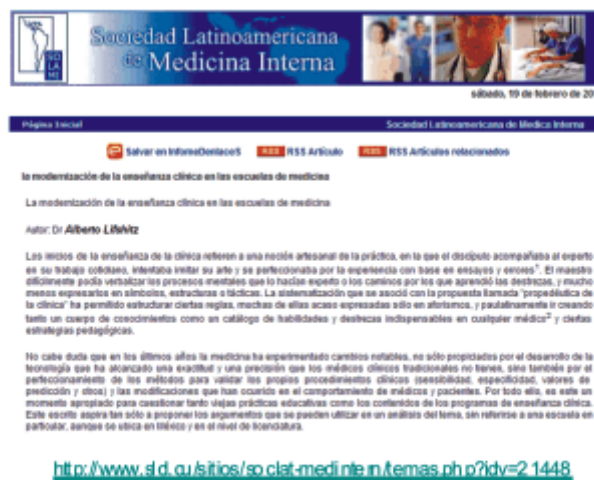 Sociedad Latinoamericana
de Medicina Interna
SO
LA
MI
sábado, 19 de febrero de 20
Página Inicial
Sociedad Latinoamericana de Medica Interna
Salvar en InformeDentaceS RSS RSS Artículo RSS RSS Artículos relacionados
la modernización de la enseñanza clínica en las escuelas de medicina
La modernización de la enseñanza clínica en las escuelas de medicina
Autor: Dr. Alberto Lifshitz
Los inicios de la enseñanza de la clínica refieren a una noción artesanal de la práctica, en la que el discípulo acompañaba al experto
en su trabajo cotidiano, intentaba imitar su arte y se perfeccionaba por la experiencia con base en ensayos y errores¹. El maestro
difícilmente podía verbalizar los procesos mentales que lo hacían experto o los caminos por los que aprendió las destrezas, y mucho
menos expresarlos en símbolos, estructuras o tácticas. La sistematización que se asoció con la propuesta llamada "propedéutica de
la clínica" ha permitido estructurar ciertas reglas, muchas de ellas acaso expresadas sólo en aforismos, y paulatinamente ir creando
tanto un cuerpo de conocimientos como un catálogo de habilidades y destrezas indispensables en cualquier médico² y ciertas
estrategias pedagógicas.
No cabe duda que en los últimos años la medicina ha experimentado cambios notables, no sólo propiciados por el desarrollo de la
tecnología que ha alcanzado una exactitud y una precisión que los médicos clínicos tradicionales no tienen, sino también por el
perfeccionamiento de los métodos para validar los propios procedimientos clínicos (sensibilidad, especificidad, valores de
predicción y otros) y las modificaciones que han ocurrido en el comportamiento de médicos y pacientes. Por todo ello, es este un
momento apropiado para cuestionar tanto viejas prácticas educativas como los contenidos de los programas de enseñanza clínica.
Este escrito aspira tan sólo a proponer los argumentos que se pueden utilizar en un análisis del tema, sin referirse a una escuela en
particular, aunque se ubica en México y en el nivel de licenciatura.
http://www.sld.cu/sitios/soclat-medintern/temas.php?idv=21448